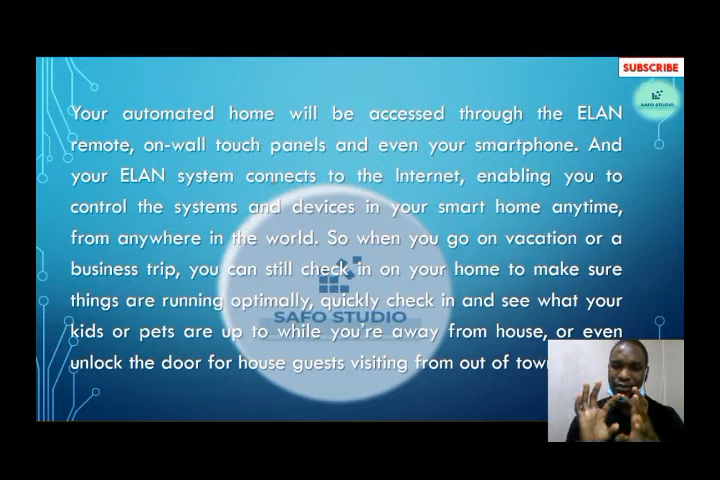 SUBSCRIBE
SAFO STUDIO
Your automated home will be accessed through the ELAN
remote, on-wall touch panels and even your smartphone. And
your ELAN system connects to the Internet, enabling you to
control the systems and devices in your smart home anytime,
from anywhere in the world. So when you go on vacation or a
business trip, you can still check in on your home to make sure
things are running optimally, quickly check in and see what your
SAFO STUDIO
kids or pets are up to while you're away from house, or even
unlock the door for house guests visiting from out of